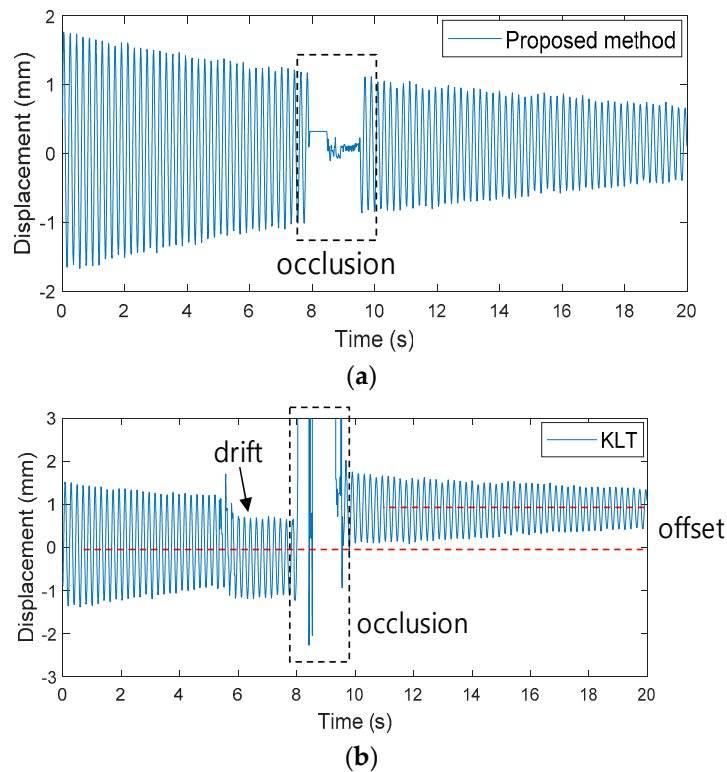 2
1
0
-1
-2
Displacement (mm)
Proposed method
occlusion
0 2 4 6 8 10 12 14 16 18 20
Time (s)
(a)
3
2
1
0
-1
-2
-3
Displacement (mm)
KLT
drift
offset
occlusion
0 2 4 6 8 10 12 14 16 18 20
Time (s)
(b)